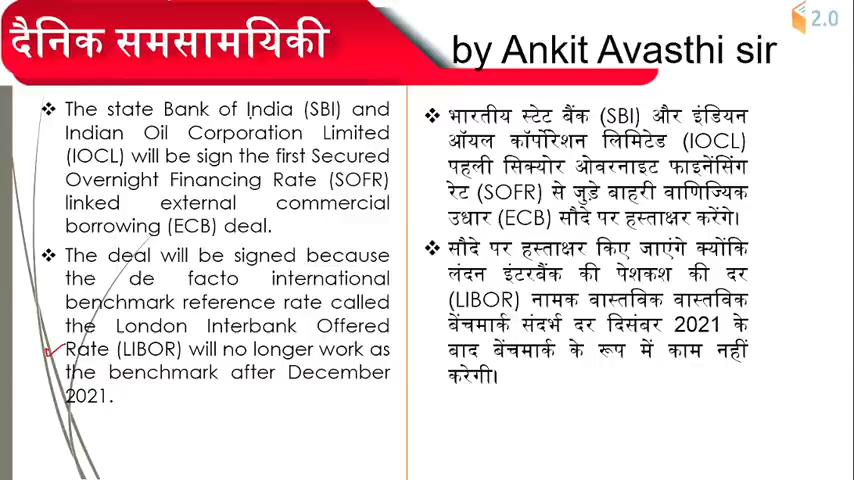 दैनिक समसामयिकी
by Ankit Avasthi sir
2.0
The state Bank of India (SBI) and
Indian Oil Corporation Limited
(IOCL) will be sign the first Secured
Overnight Financing Rate (SOFR)
linked external commercial
borrowing (ECB) deal.
The deal will be signed because
the de facto international
benchmark reference rate called
the London Interbank Offered
Rate (LIBOR) will no longer work as
the benchmark after December
2021.
भारतीय स्टेट बैंक (SBI) और इंडियन
ऑयल कॉर्पोरेशन लिमिटेड (IOCL)
पहली सिक्योर ओवरनाइट फाइनेंसिंग
रेट (SOFR) से जुड़े बाहरी वाणिज्यिक
उधार (ECB) सौदे पर हस्ताक्षर करेंगे।
सौदे पर हस्ताक्षर किए जाएंगे क्योंकि
लंदन इंटरबैंक की पेशकश की दर
(LIBOR) नामक वास्तविक वास्तविक
बेंचमार्क संदर्भ दर दिसंबर 2021 के
बाद बेंचमार्क के रूप में काम नहीं
करेगी।